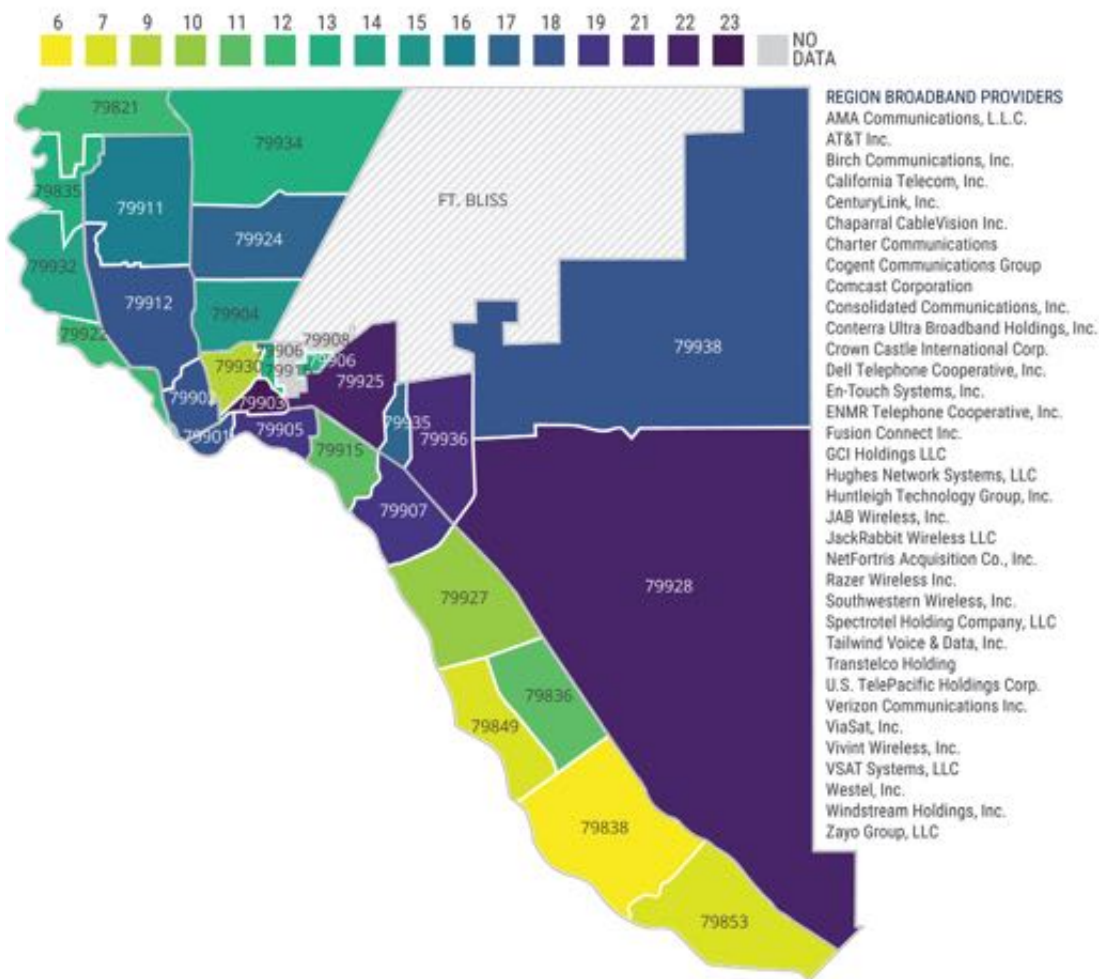 6 7 9 10 11 12 13 14 15 16 17 18 19 21 22 23 NO DATA
REGION BROADBAND PROVIDERS
AMA Communications, L.L.C.
AT&T Inc.
Birch Communications, Inc.
California Telecom, Inc.
CenturyLink, Inc.
Chaparral CableVision Inc.
Charter Communications
Cogent Communications Group
Comcast Corporation
Consolidated Communications, Inc.
Conterra Ultra Broadband Holdings, Inc.
Crown Castle International Corp.
Dell Telephone Cooperative, Inc.
En-Touch Systems, Inc.
ENMR Telephone Cooperative, Inc.
Fusion Connect Inc.
GCI Holdings LLC
Hughes Network Systems, LLC
Huntleigh Technology Group, Inc.
JAB Wireless, Inc.
JackRabbit Wireless LLC
NetFortris Acquisition Co., Inc.
Razer Wireless Inc.
Southwestern Wireless, Inc.
Spectrotel Holding Company, LLC
Tailwind Voice & Data, Inc.
Transtelco Holding
U.S. TelePacific Holdings Corp.
Verizon Communications Inc.
ViaSat, Inc.
Vivint Wireless, Inc.
VSAT Systems, LLC
Westel, Inc.
Windstream Holdings, Inc.
Zayo Group, LLC
79821
79934
79835
79911
FT. BLISS
79924
79932
79912
79904
79922
79908
79906
79906
79930
79938
79925
79902
79903
79935
79901
79905
79936
79915
79907
79927
79928
79836
79849
79838
79853